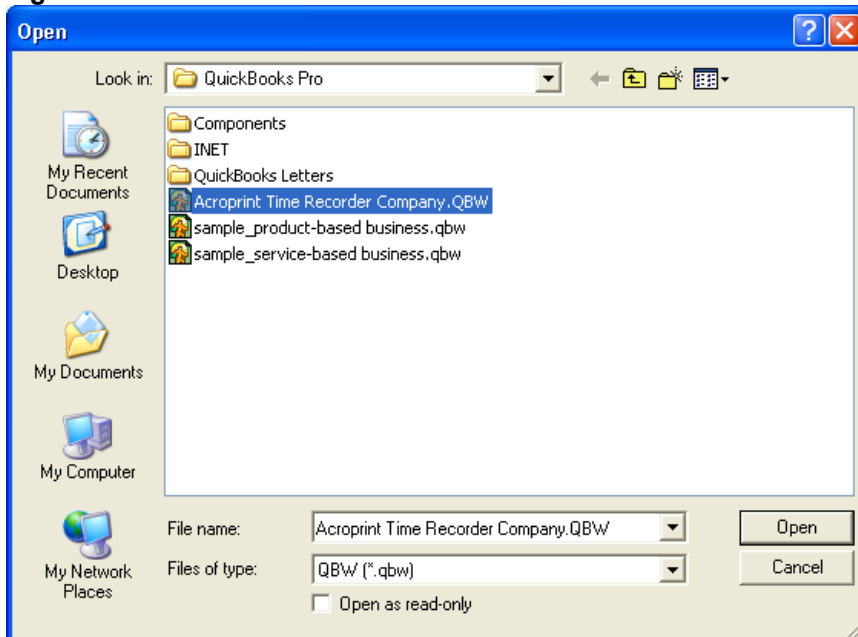 Open
Look in:
QuickBooks Pro
Components
INET
QuickBooks Letters
Acroprint Time Recorder Company.QBW
sample_product-based business.qbw
sample_service-based business.qbw
My Recent
Documents
Desktop
My Documents
My Computer
My Network
Places
File name:
Acroprint Time Recorder Company.QBW
Open
Files of type:
QBW (*.qbw)
Cancel
Open as read-only